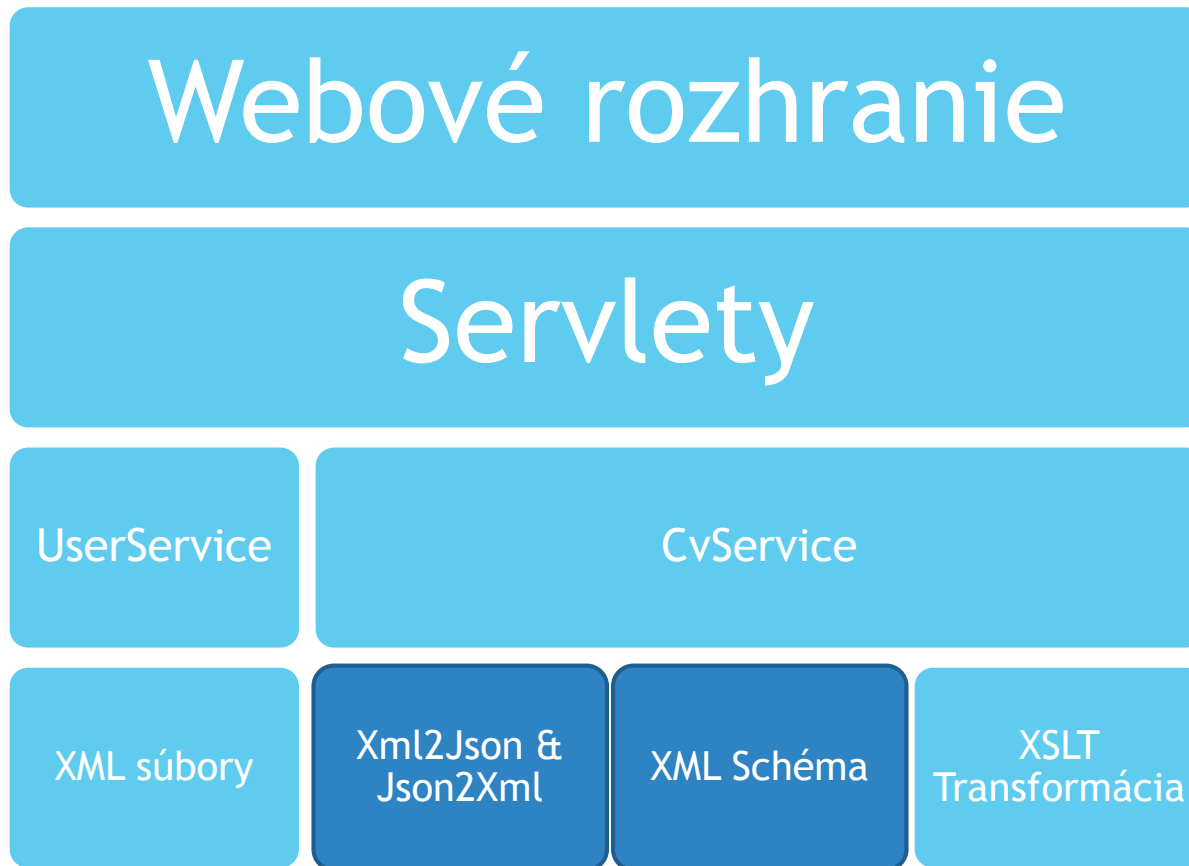 Webové rozhranie
Servlety
UserService
CvService
XML súbory
Xml2Json &
Json2Xml
XML Schéma
XSLT
Transformácia